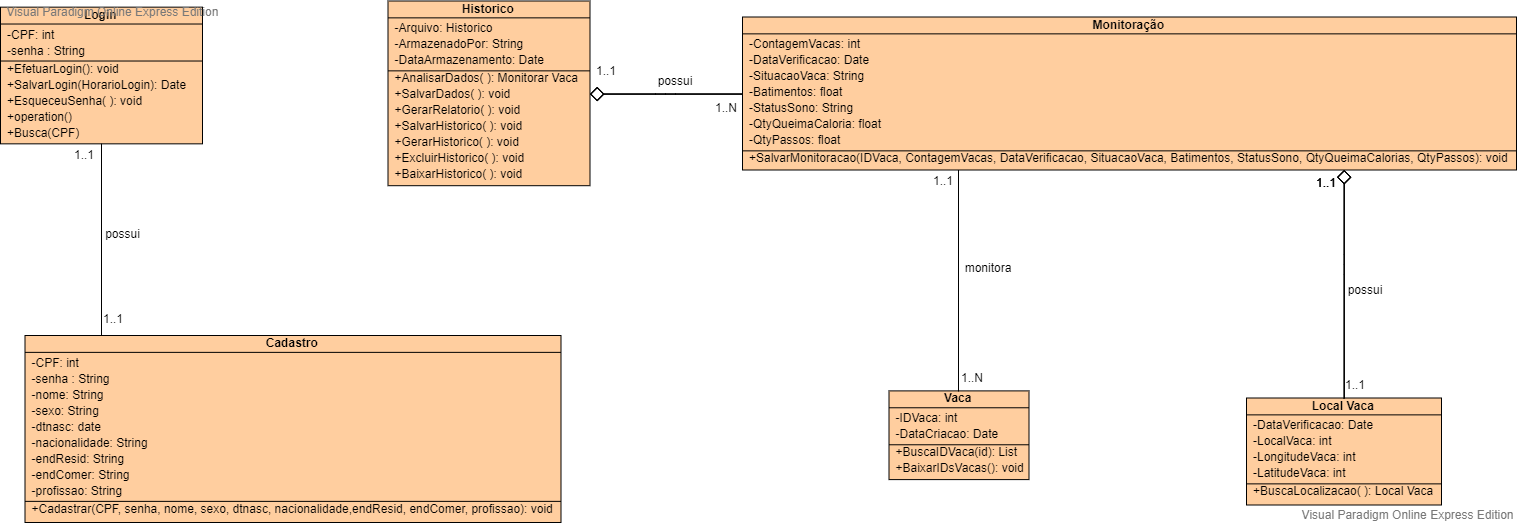 Visual Paradigm Online Express Edition
Login
-CPF: int
-senha : String
+EfetuarLogin(): void
+SalvarLogin(HorarioLogin): Date
+EsqueceuSenha( ): void
+operation()
+Busca(CPF)
1..1
possui
1..1
Cadastro
-CPF: int
-senha : String
-nome: String
-sexo: String
-dtnasc: date
-nacionalidade: String
-endResid: String
-endComer: String
-profissao: String
+Cadastrar(CPF, senha, nome, sexo, dtnasc, nacionalidade,endResid, endComer, profissao): void
Historico
-Arquivo: Historico
-ArmazenadoPor: String
-DataArmazenamento: Date
+AnalisarDados( ): Monitorar Vaca
+SalvarDados( ): void
+GerarRelatorio( ): void
+SalvarHistorico( ): void
+GerarHistorico( ): void
+ExcluirHistorico( ): void
+BaixarHistorico( ): void
1..1
possui
1..N
Monitoração
-ContagemVacas: int
-DataVerificacao: Date
-SituacaoVaca: String
-Batimentos: float
-StatusSono: String
-QtyQueimaCaloria: float
-QtyPassos: float
+SalvarMonitoracao(IDVaca, ContagemVacas, DataVerificacao, SituacaoVaca, Batimentos, StatusSono, QtyQueimaCalorias, QtyPassos): void
1..1
monitora
1..N
Vaca
-IDVaca: int
-DataCriacao: Date
+BuscaIDVaca(id): List
+BaixarIDsVacas(): void
1..1
possui
1..1
Local Vaca
-DataVerificacao: Date
-LocalVaca: int
-LongitudeVaca: int
-LatitudeVaca: int
+BuscaLocalizacao( ): Local Vaca
Visual Paradigm Online Express Edition